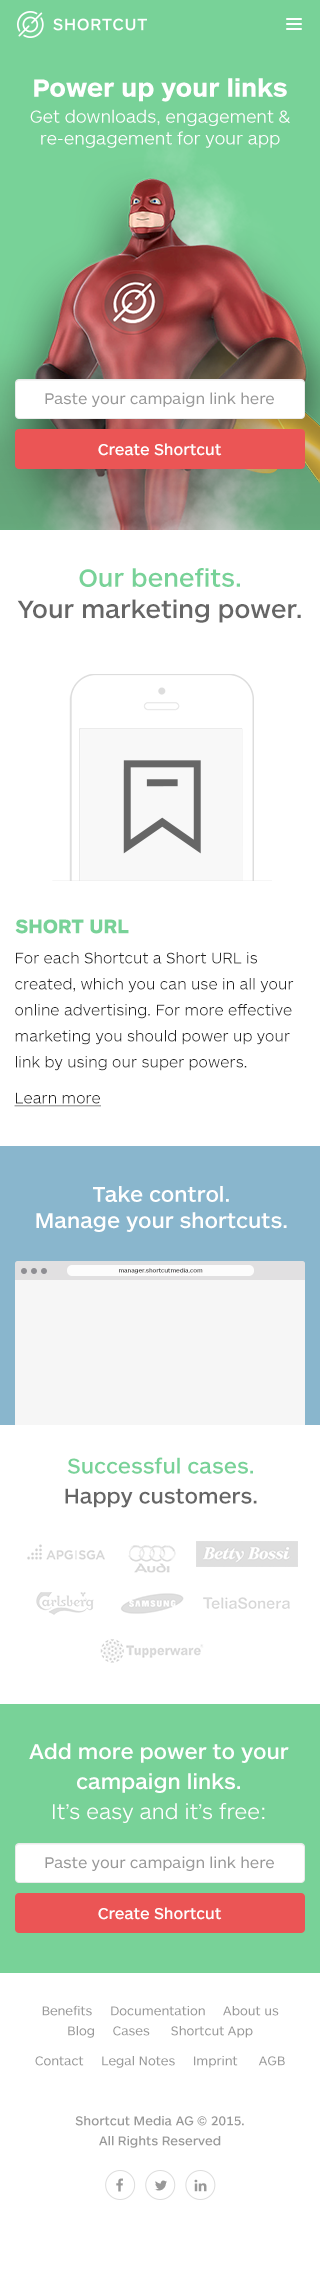 SHORTCUT
Power up your links
Get downloads, engagement &
re-engagement for your app
Paste your campaign link here
Create Shortcut
Our benefits.
Your marketing power.
SHORT URL
For each Shortcut a Short URL is
created, which you can use in all your
online advertising. For more effective
marketing you should power up your
link by using our super powers.
Learn more
Take control.
Manage your shortcuts.
manager.shortcutmedia.com
Successful cases.
Happy customers.
APG|SGA Audi Betty Bossi
Carlsberg SAMSUNG TeliaSonera
Tupperware
Add more power to your
campaign links.
It's easy and it's free:
Paste your campaign link here
Create Shortcut
Benefits Documentation About us
Blog Cases Shortcut App
Contact Legal Notes Imprint AGB
Shortcut Media AG © 2015.
All Rights Reserved